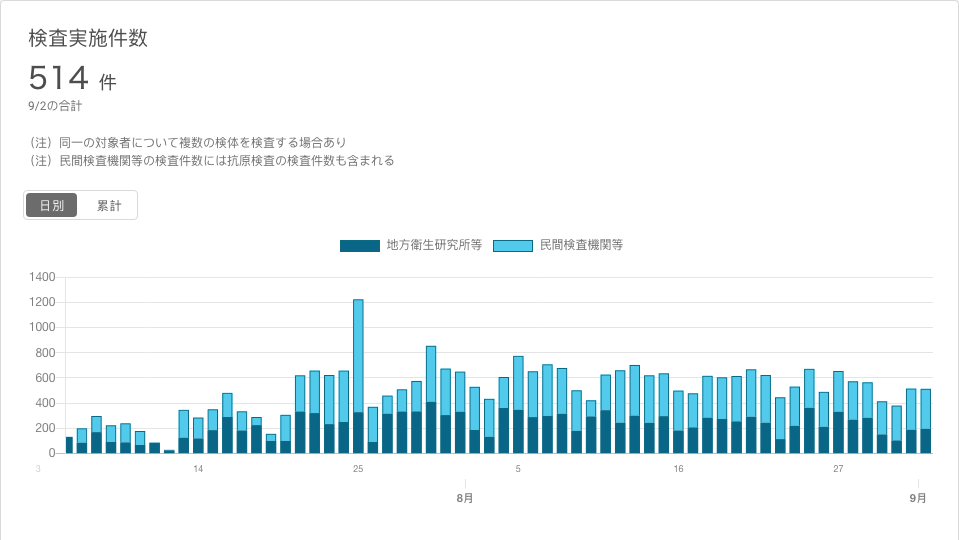 検査実施件数
514 件
9/2の合計
（注）同一の対象者について複数の検体を検査する場合あり
（注）民間検査機関等の検査件数には抗原検査の検査件数も含まれる
日別 累計
地方衛生研究所等 民間検査機関等
1400
1200
1000
800
600
400
200
0
3 14 25 5 16 27
8月 9月